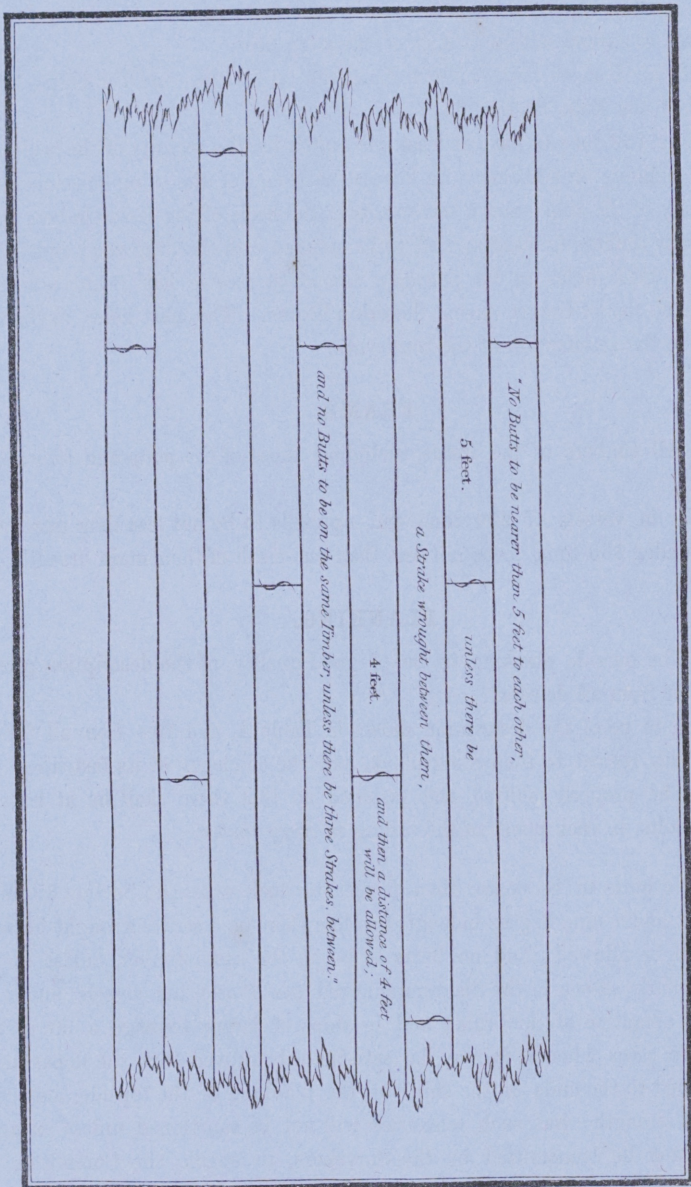 "No Butts to be nearer than 5 feet to each other,
5 feet.
unless there be
a Strake wrought between them,
4 feet.
and then a distance of 4 feet
will be allowed;
and no Butts to be on the same Timber, unless there be three Strakes between."